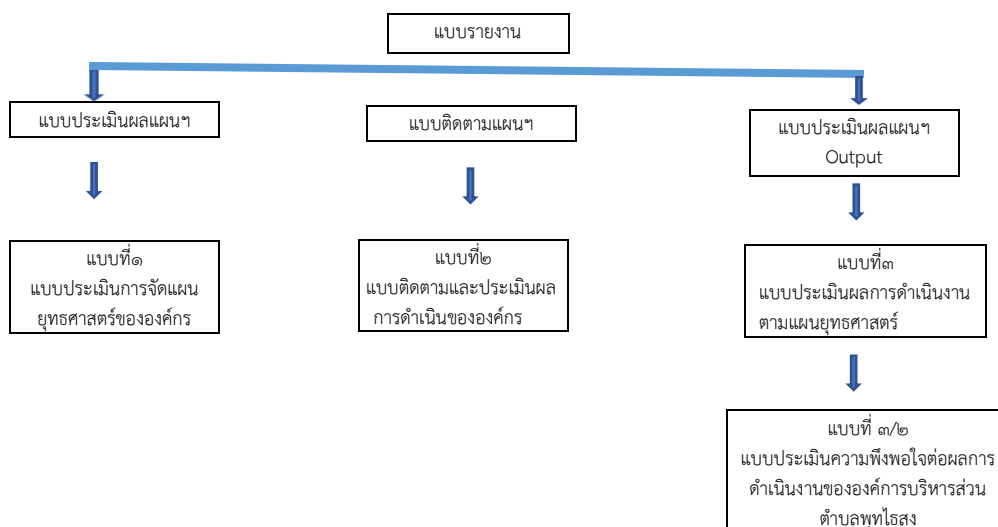 แบบรายงาน
แบบประเมินผลแผนฯ
แบบติดตามแผนฯ
แบบประเมินผลแผนฯ
Output
แบบที่๑
แบบประเมินการจัดแผน
ยุทธศาสตร์ขององค์กร
แบบที่๒
แบบติดตามและประเมินผล
การดำเนินขององค์กร
แบบที่๓
แบบประเมินผลการดำเนินงาน
ตามแผนยุทธศาสตร์
แบบที่ ๓/๒
แบบประเมินความพึงพอใจต่อผลการ
ดำเนินงานขององค์การบริหารส่วน
ตำบลพุทไธสง